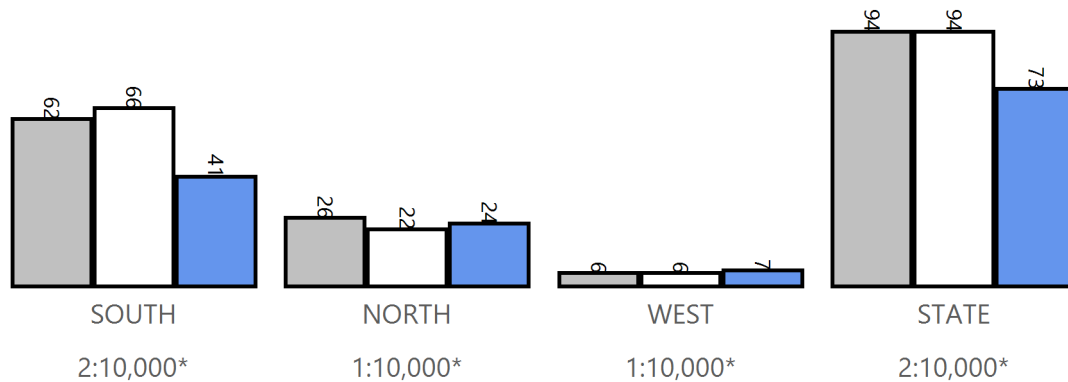 62 66 41 26 22 24 6 6 7 94 94 73
SOUTH NORTH WEST STATE
2:10,000* 1:10,000* 1:10,000* 2:10,000*